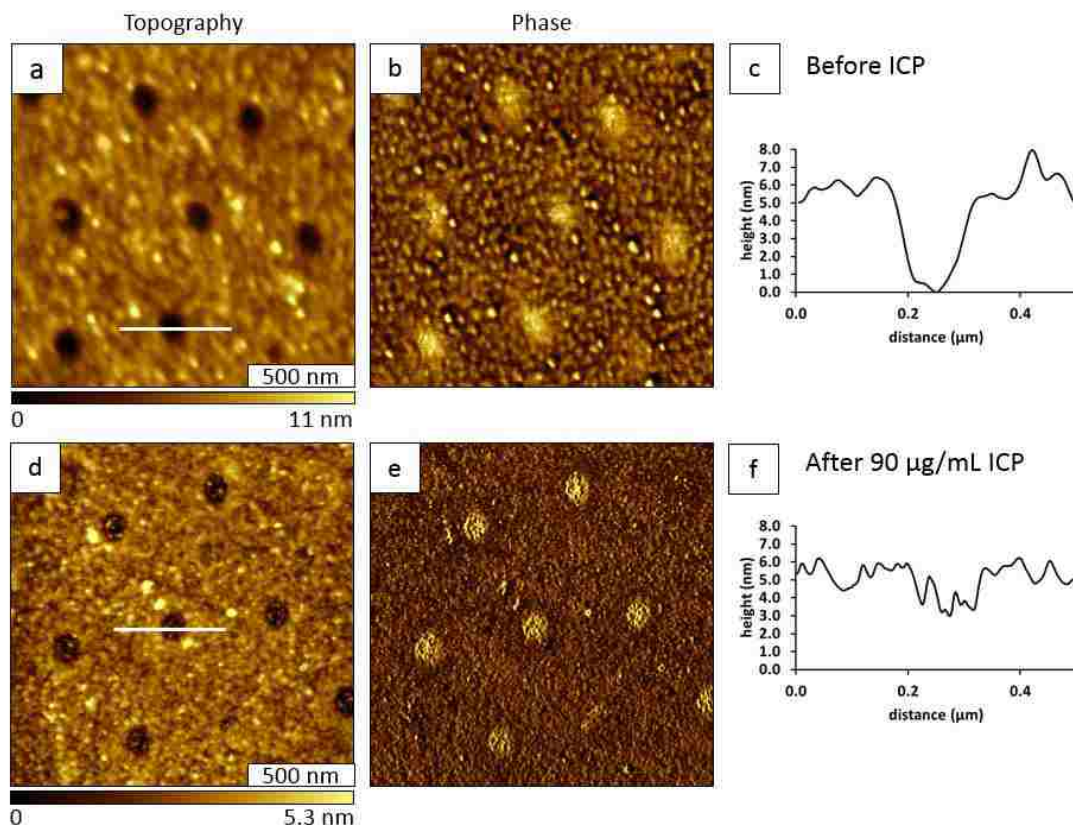 Topography
Phase
a
b
c
Before ICP
8.0
7.0
6.0
5.0
4.0
3.0
2.0
1.0
0.0
height (nm)
0.0
0.2
0.4
distance (µm)
500 nm
0
11 nm
d
e
f
After 90 µg/mL ICP
8.0
7.0
6.0
5.0
4.0
3.0
2.0
1.0
0.0
height (nm)
0.0
0.2
0.4
distance (µm)
500 nm
0
5.3 nm